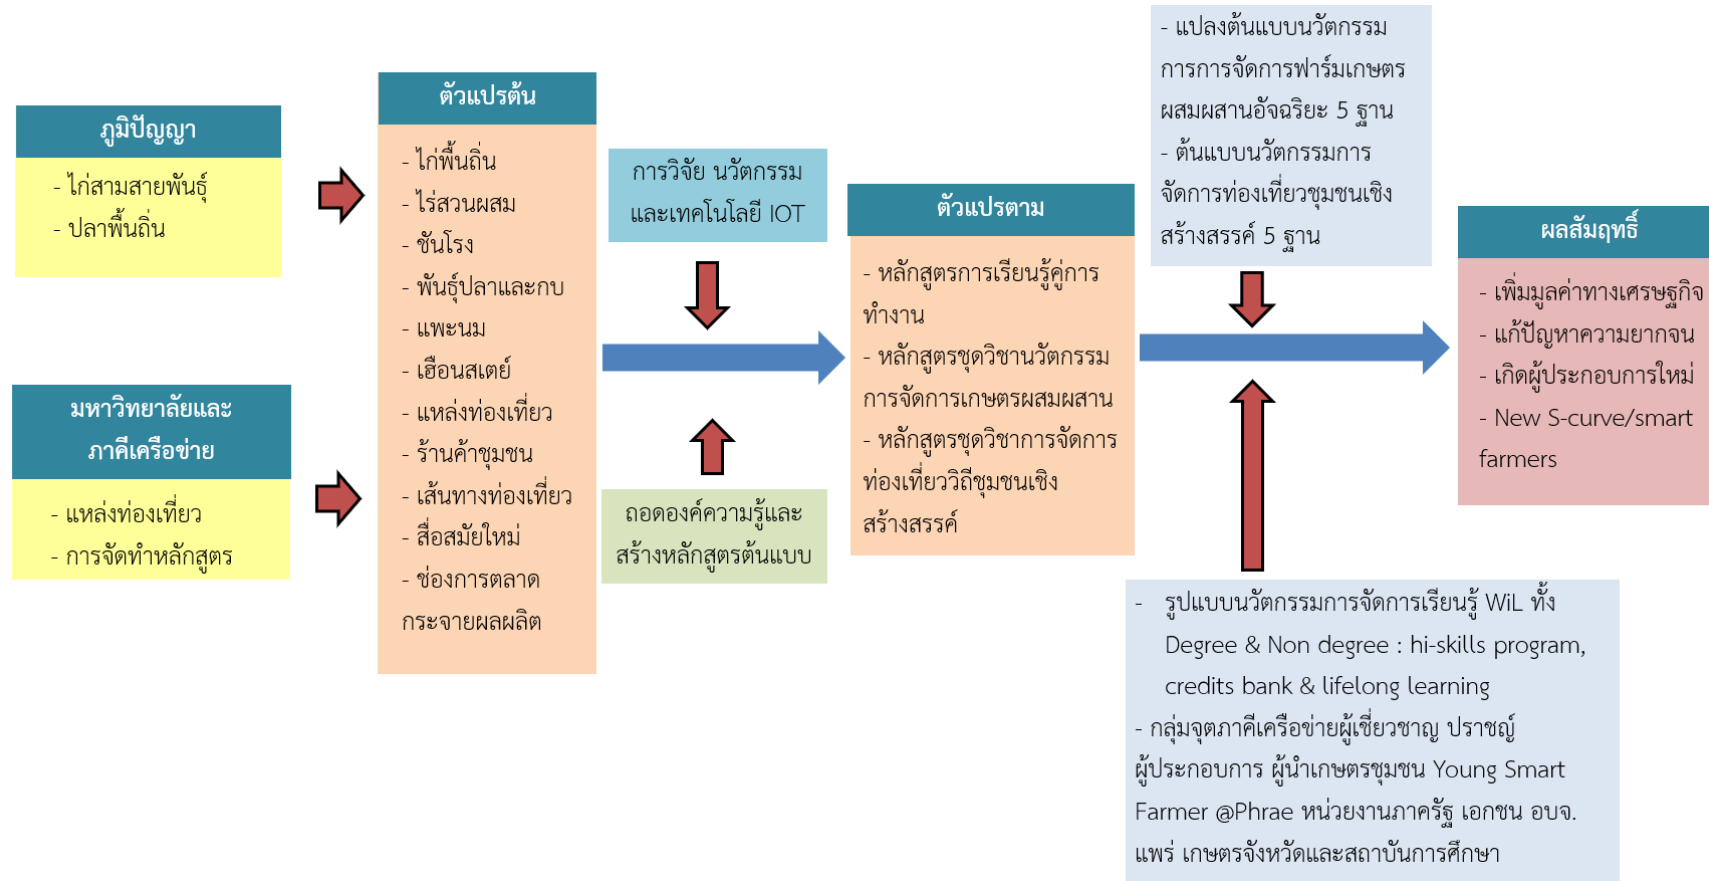 ภูมิปัญญา
- ไก่สามสายพันธุ์
- ปลาพื้นถิ่น
มหาวิทยาลัยและ
ภาคีเครือข่าย
- แหล่งท่องเที่ยว
- การจัดทำหลักสูตร
ตัวแปรต้น
- ไก่พื้นถิ่น
- ไร่สวนผสม
- ชันโรง
- พันธุ์ปลาและกบ
- แพะนม
- เฮือนสเตย์
- แหล่งท่องเที่ยว
- ร้านค้าชุมชน
- เส้นทางท่องเที่ยว
- สื่อสมัยใหม่
- ช่องการตลาด
กระจายผลผลิต
การวิจัย นวัตกรรม
และเทคโนโลยี IOT
ถอดองค์ความรู้และ
สร้างหลักสูตรต้นแบบ
ตัวแปรตาม
- หลักสูตรการเรียนรู้คู่การ
ทำงาน
- หลักสูตรชุดวิชานวัตกรรม
การจัดการเกษตรผสมผสาน
- หลักสูตรชุดวิชาการจัดการ
ท่องเที่ยววิถีชุมชนเชิง
สร้างสรรค์
- แปลงต้นแบบนวัตกรรม
การการจัดการฟาร์มเกษตร
ผสมผสานอัจฉริยะ 5 ฐาน
- ต้นแบบนวัตกรรมการ
จัดการท่องเที่ยวชุมชนเชิง
สร้างสรรค์ 5 ฐาน
- รูปแบบนวัตกรรมการจัดการเรียนรู้ WiL ทั้ง
Degree & Non degree : hi-skills program,
credits bank & lifelong learning
- กลุ่มจุตภาคีเครือข่ายผู้เชี่ยวชาญ ปราชญ์
ผู้ประกอบการ ผู้นำเกษตรชุมชน Young Smart
Farmer @Phrae หน่วยงานภาครัฐ เอกชน อบจ.
แพร่ เกษตรจังหวัดและสถาบันการศึกษา
ผลสัมฤทธิ์
- เพิ่มมูลค่าทางเศรษฐกิจ
- แก้ปัญหาความยากจน
- เกิดผู้ประกอบการใหม่
- New S-curve/smart
farmers